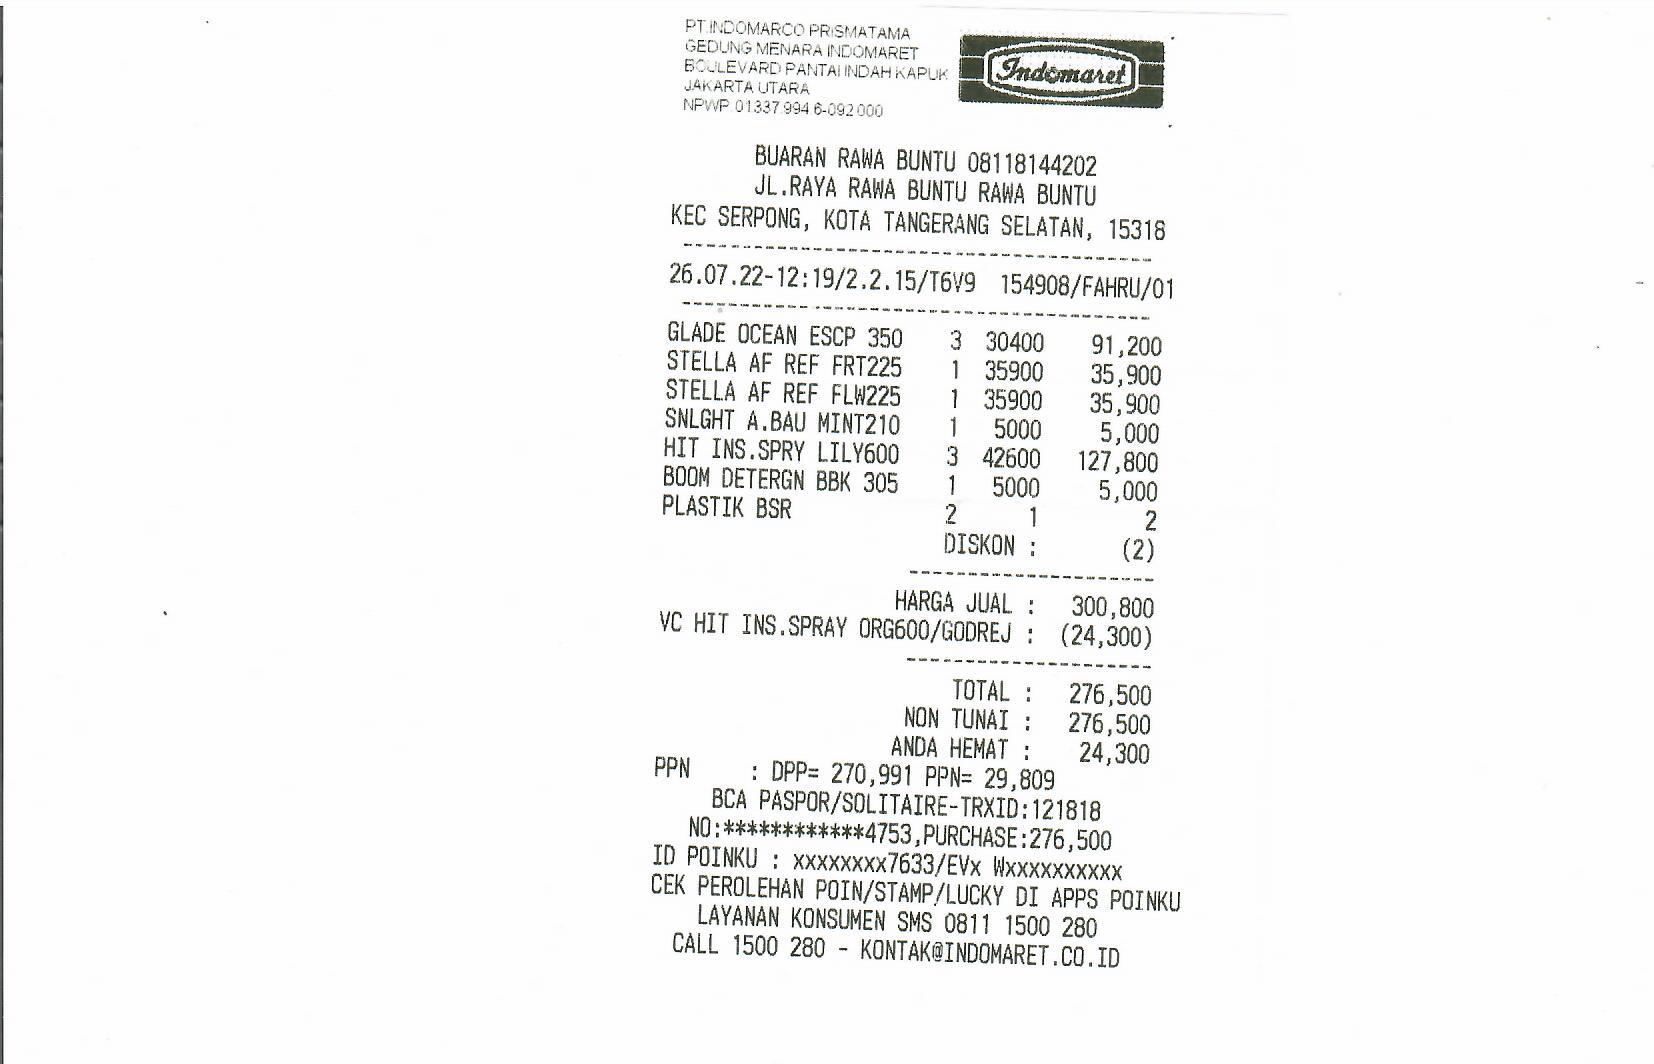 PT.INDOMARCO PRISMATAMA
GEDUNG MENARA INDOMARET
BOULEVARD PANTAI INDAH KAPUK
JAKARTA UTARA
NPWP 01.337.994.6-092.000
Indomaret
BUARAN RAWA BUNTU 08118144202
JL.RAYA RAWA BUNTU RAWA BUNTU
KEC SERPONG, KOTA TANGERANG SELATAN, 15318
26.07.22-12:19/2.2.15/T6V9 154908/FAHRU/01
GLADE OCEAN ESCP 350 3 30400 91,200
STELLA AF REF FRT225 1 35900 35,900
STELLA AF REF FLW225 1 35900 35,900
SNLGHT A.BAU MINT210 1 5000 5,000
HIT INS.SPRY LILY600 3 42600 127,800
BOOM DETERGN BBK 305 1 5000 5,000
PLASTIK BSR 2 1 2
DISKON : (2)
HARGA JUAL : 300,800
VC HIT INS.SPRAY ORG600/GODREJ : (24,300)
TOTAL : 276,500
NON TUNAI : 276,500
ANDA HEMAT : 24,300
PPN : DPP= 270,991 PPN= 29,809
BCA PASPOR/SOLITAIRE-TRXID:121818
NO:************4753,PURCHASE:276,500
ID POINKU : xxxxxxxx7633/EVx Wxxxxxxxxxx
CEK PEROLEHAN POIN/STAMP/LUCKY DI APPS POINKU
LAYANAN KONSUMEN SMS 0811 1500 280
CALL 1500 280 - KONTAK@INDOMARET.CO.ID